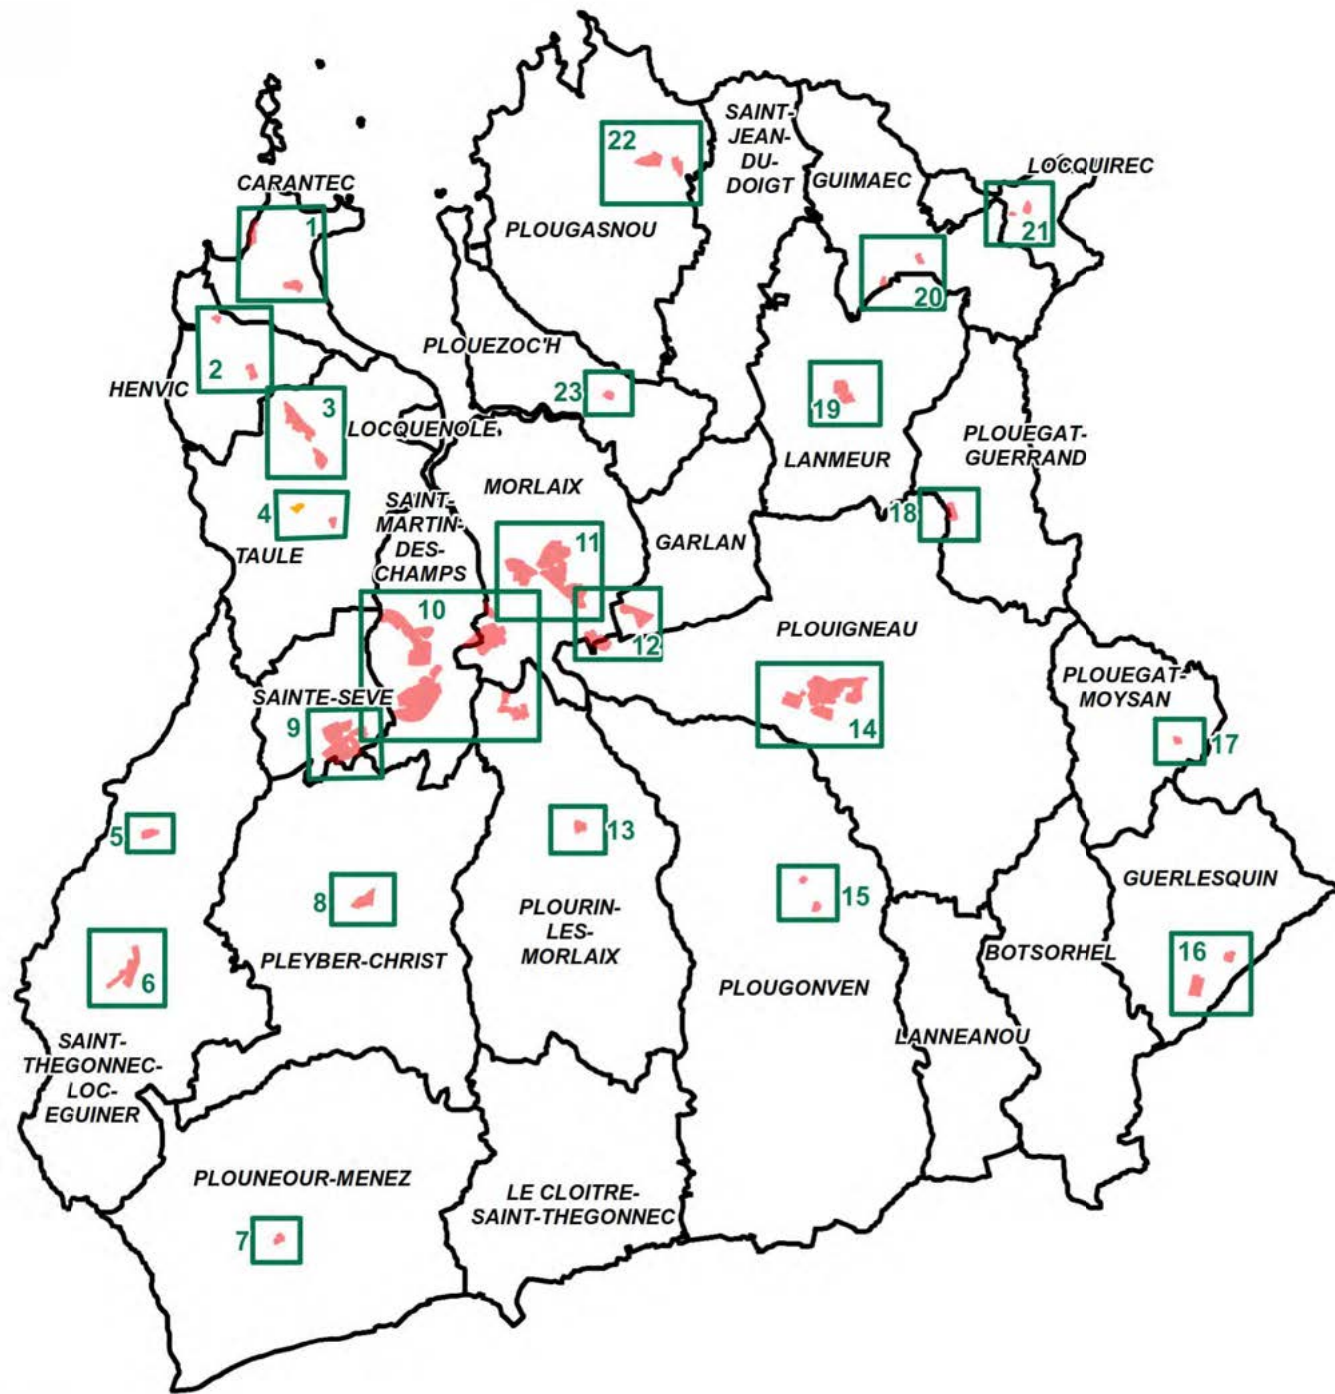 SAINT-
JEAN-
DU-
DOIGT
22
LOCQUIREC
GUIMAEC
CARANTEC
1
PLOUGASNOU
21
20
PLOUEZOC'H
2
HENVIC
23
3
19
LOCQUENOLE
PLOUEGAT-
GUERRAND
LANMEUR
MORLAIX
SAINT-
MARTIN-
DES-
CHAMPS
4
18
11
GARLAN
TAULE
10
PLOUIGNEAU
12
PLOUEGAT-
MOYSAN
SAINTE-SEVE
9
14
17
5
13
GUERLESQUIN
8
15
PLOURIN-
LES-
MORLAIX
16
BOTSORHEL
PLEYBER-CHRIST
6
PLOUGONVEN
LANNEANOU
SAINT-
THEGONNEC-
LOC-
EGUINER
PLOUNEOUR-MENEZ
LE CLOITRE-
SAINT-THEGONNEC
7